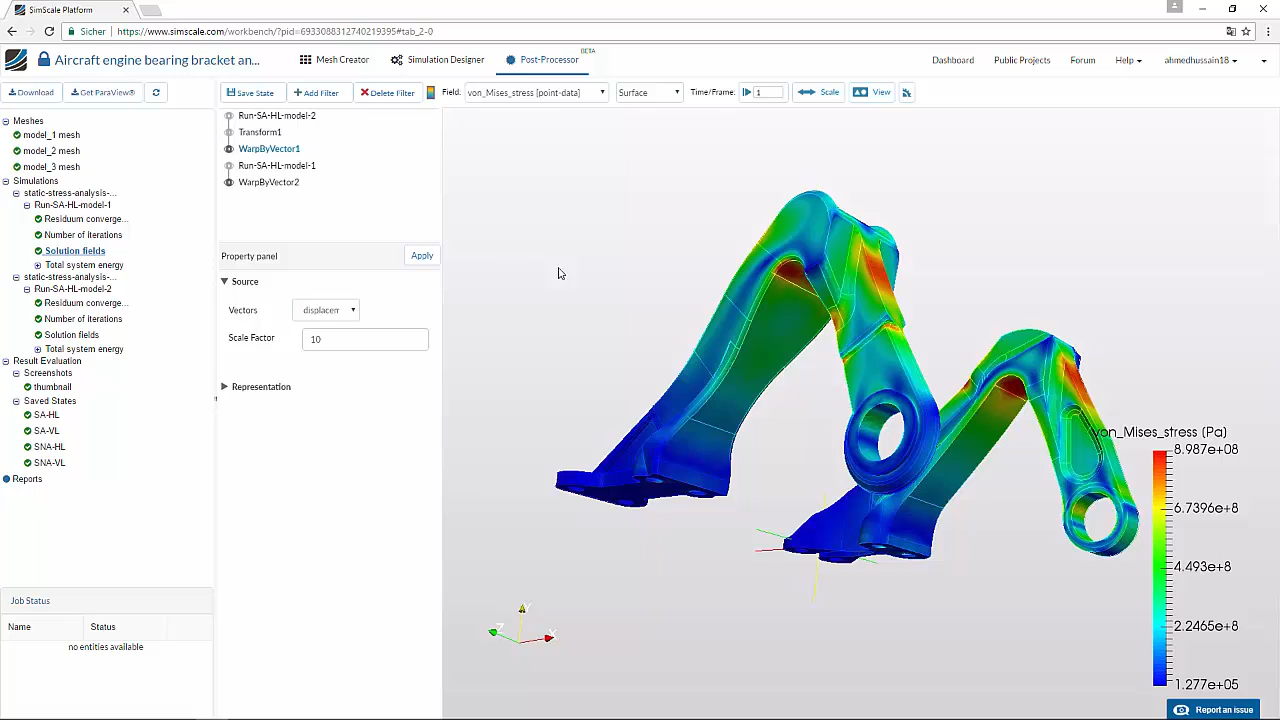 SimScale Platform
Sicher
https://www.simscale.com/workbench/?pid=6933088312740219395#tab_2-0
Aircraft engine bearing bracket an...
Mesh Creator
Simulation Designer
Post-Processor
BETA
Dashboard
Public Projects
Forum
Help
ahmedhussain18
Download
Get ParaView®
Save State
Add Filter
Delete Filter
Field:
von_Mises_stress [point-data]
Surface
Time/Frame:
1
Scale
View
Meshes
model_1 mesh
model_2 mesh
model_3 mesh
Simulations
static-stress-analysis-...
Run-SA-HL-model-1
Residuum converge...
Number of iterations
Solution fields
Total system energy
static-stress-analysis-...
Run-SA-HL-model-2
Residuum converge...
Number of iterations
Solution fields
Total system energy
Result Evaluation
Screenshots
thumbnail
Saved States
SA-HL
SA-VL
SNA-HL
SNA-VL
Reports
Job Status
Name
Status
no entities available
Run-SA-HL-model-2
Transform1
WarpByVector1
Run-SA-HL-model-1
WarpByVector2
Property panel
Apply
Source
Vectors
displacem
Scale Factor
10
Representation
von_Mises_stress (Pa)
8.987e+08
6.7396e+8
4.493e+8
2.2465e+8
1.277e+05
Y
Z
X
Report an issue